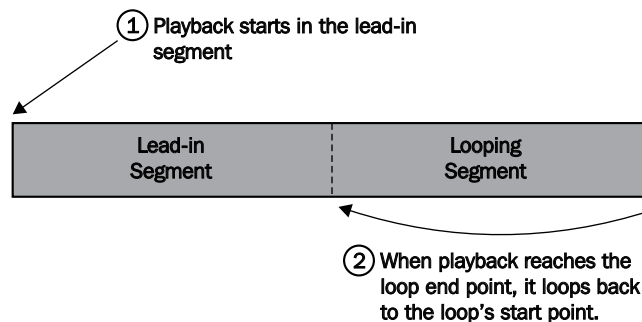 1 Playback starts in the lead-in
segment
Lead-in
Segment
Looping
Segment
2 When playback reaches the
loop end point, it loops back
to the loop’s start point.